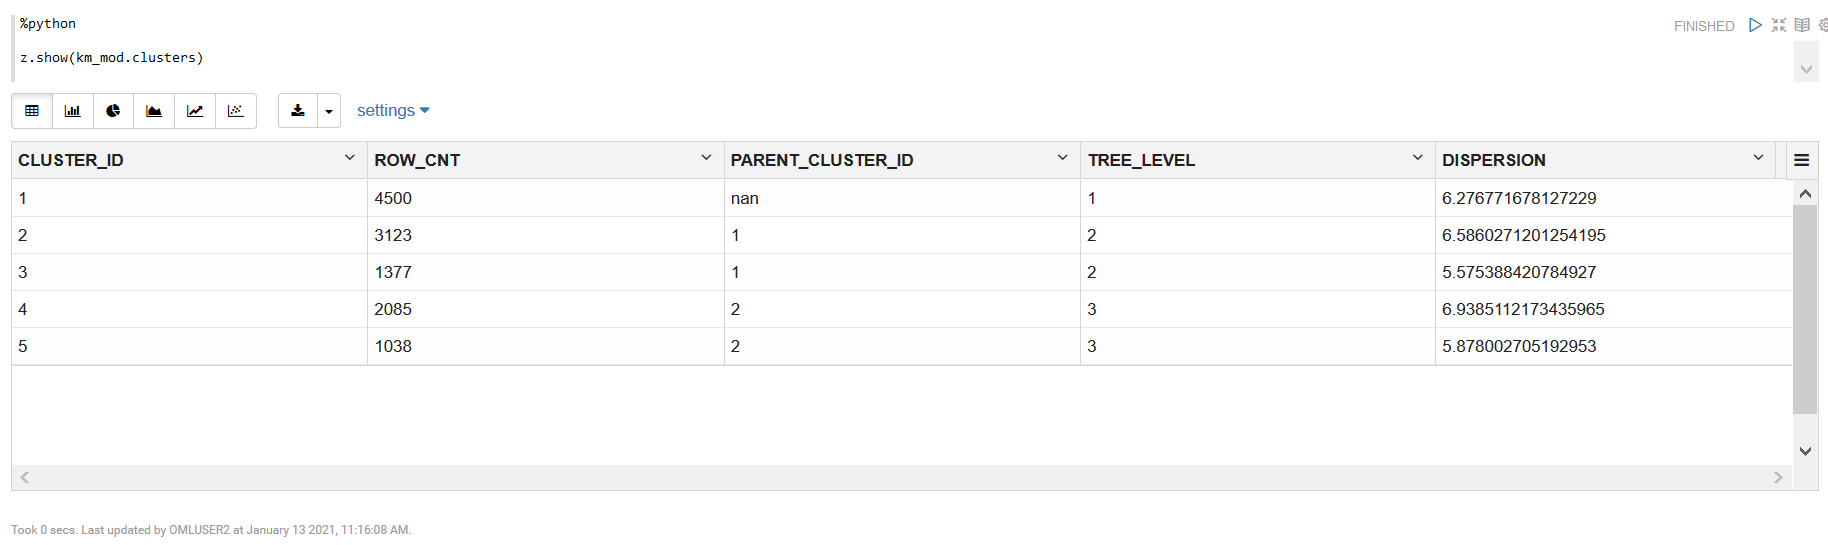 %python
FINISHED
z.show(km_mod.clusters)
settings
CLUSTER_ID ROW_CNT PARENT_CLUSTER_ID TREE_LEVEL DISPERSION
1 4500 nan 1 6.276771678127229
2 3123 1 2 6.5860271201254195
3 1377 1 2 5.575388420784927
4 2085 2 3 6.9385112173435965
5 1038 2 3 5.878002705192953
Took 0 secs. Last updated by OMLUSER2 at January 13 2021, 11:16:08 AM.